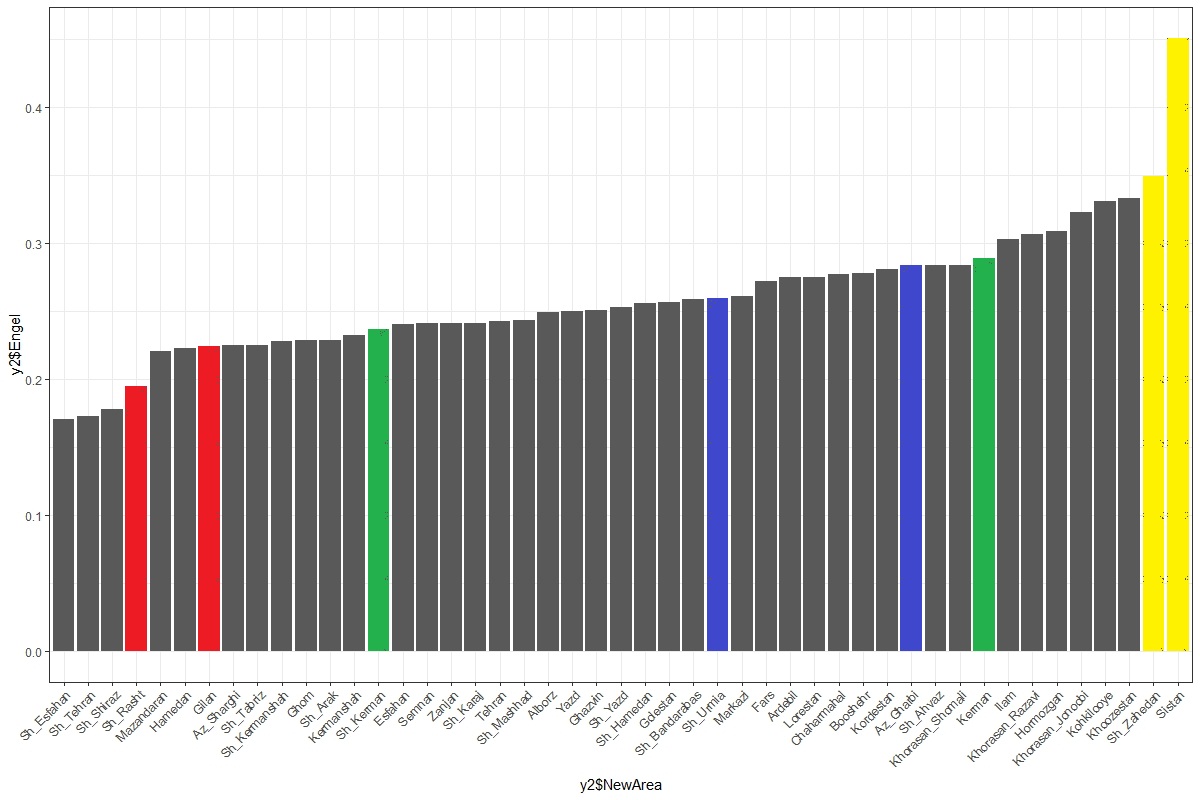 y2$Engel
0.4
0.3
0.2
0.1
0.0
Sh_Esfahan
Sh_Tehran
Sh_Shiraz
Sh_Rasht
Mazandaran
Hamedan
Gilan
Az_Sharghi
Sh_Tabriz
Sh_Kermanshah
Ghom
Sh_Arak
Kermanshah
Sh_Kerman
Esfahan
Semnan
Zanjan
Sh_Karaj
Tehran
Sh_Mashhad
Alborz
Yazd
Ghazvin
Sh_Yazd
Sh_Hamedan
Golestan
Sh_Bandarabas
Sh_Urmia
Markazi
Fars
Ardebil
Lorestan
Chaharmahal
Booshehr
Kordestan
Az_Gharbi
Sh_Ahvaz
Khorasan_Shomali
Kerman
Ilam
Khorasan_Razavi
Hormozgan
Khorasan_Jonoobi
Kohkilooye
Khoozestan
Sh_Zahedan
Sistan
y2$NewArea